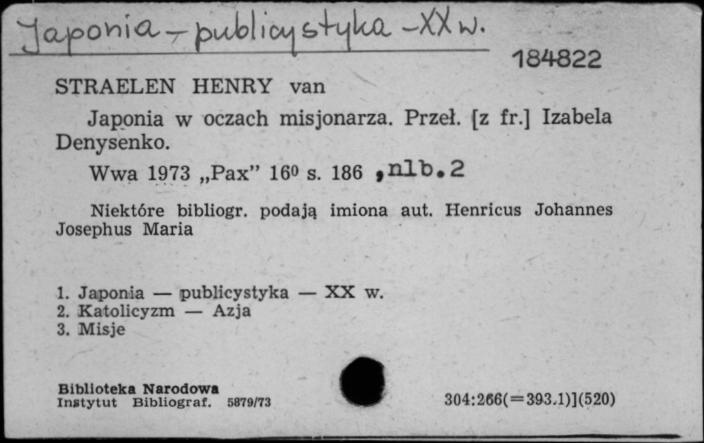 Japonia – publicystyka – XX w.
184822
STRAELEN HENRY van
Japonia w oczach misjonarza. Przeł. [z fr.] Izabela
Denysenko.
Wwa 1973 „Pax” 16⁰ s. 186 , nlb. 2
Niektóre bibliogr. podają imiona aut. Henricus Johannes
Josephus Maria
1. Japonia — publicystyka — XX w.
2. Katolicyzm — Azja
3. Misje
Biblioteka Narodowa
Instytut Bibliograf. 5879/73
304:266(=393.1)](520)